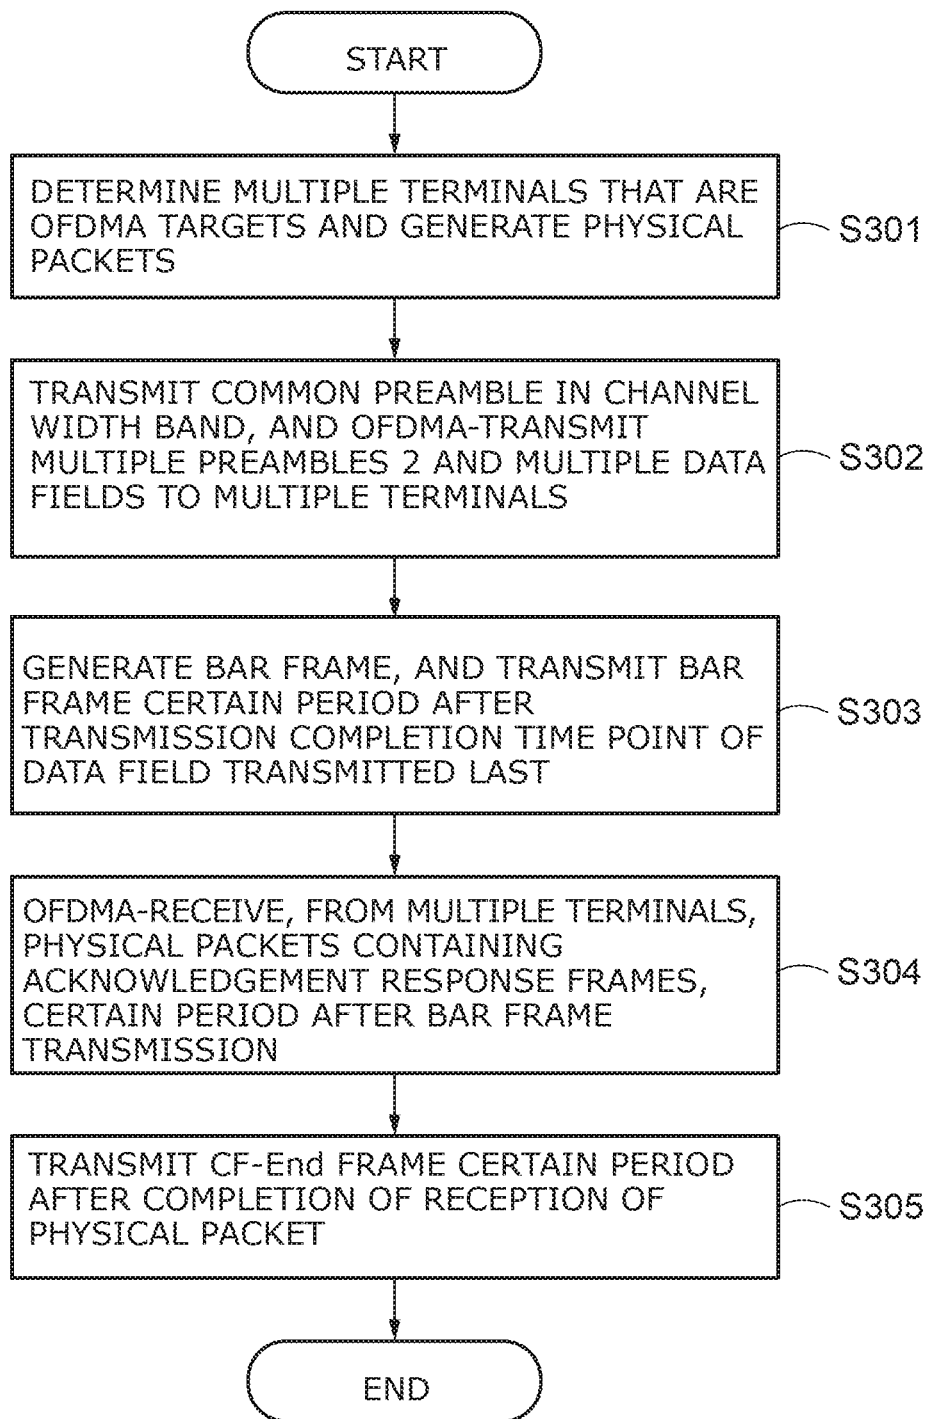 START
DETERMINE MULTIPLE TERMINALS THAT ARE
OFDMA TARGETS AND GENERATE PHYSICAL
PACKETS
S301
TRANSMIT COMMON PREAMBLE IN CHANNEL
WIDTH BAND, AND OFDMA-TRANSMIT
MULTIPLE PREAMBLES 2 AND MULTIPLE DATA
FIELDS TO MULTIPLE TERMINALS
S302
GENERATE BAR FRAME, AND TRANSMIT BAR
FRAME CERTAIN PERIOD AFTER
TRANSMISSION COMPLETION TIME POINT OF
DATA FIELD TRANSMITTED LAST
S303
OFDMA-RECEIVE, FROM MULTIPLE TERMINALS,
PHYSICAL PACKETS CONTAINING
ACKNOWLEDGEMENT RESPONSE FRAMES,
CERTAIN PERIOD AFTER BAR FRAME
TRANSMISSION
S304
TRANSMIT CF-End FRAME CERTAIN PERIOD
AFTER COMPLETION OF RECEPTION OF
PHYSICAL PACKET
S305
END